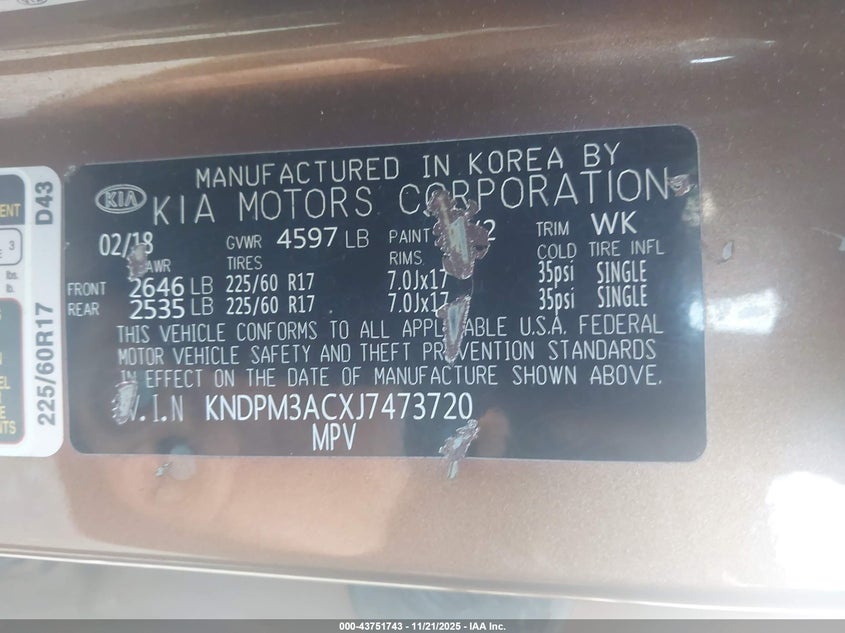 MANUFACTURED IN KOREA BY
KIA KIA MOTORS CORPORATION
02/18 GVWR 4597 LB PAINT TRIM WK
GAWR TIRES RIMS COLD TIRE INFL
FRONT 2646 LB 225/60 R17 7.0Jx17 35psi SINGLE
REAR 2535 LB 225/60 R17 7.0Jx17 35psi SINGLE
THIS VEHICLE CONFORMS TO ALL APPLICABLE U.S.A. FEDERAL
MOTOR VEHICLE SAFETY AND THEFT PREVENTION STANDARDS
IN EFFECT ON THE DATE OF MANUFACTURE SHOWN ABOVE.
V.I.N KNDPM3ACXJ7473720
MPV
225/60R17 D43
3
lbs.
lb.
000-43751743 - 11/21/2025 - IAA Inc.